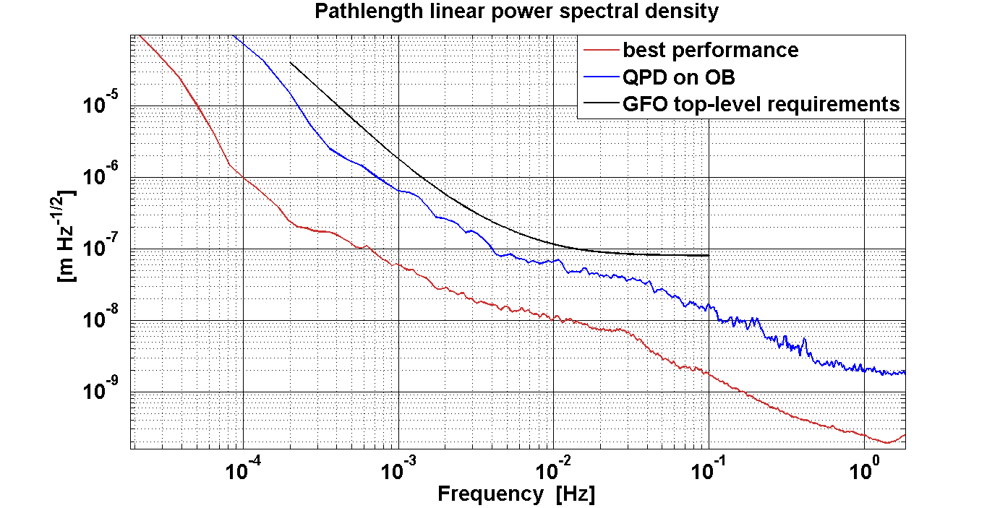 Pathlength linear power spectral density
best performance
QPD on OB
GFO top-level requirements
10^-5
10^-6
10^-7
10^-8
10^-9
[m Hz^-1/2]
10^-4 10^-3 10^-2 10^-1 10^0
Frequency [Hz]